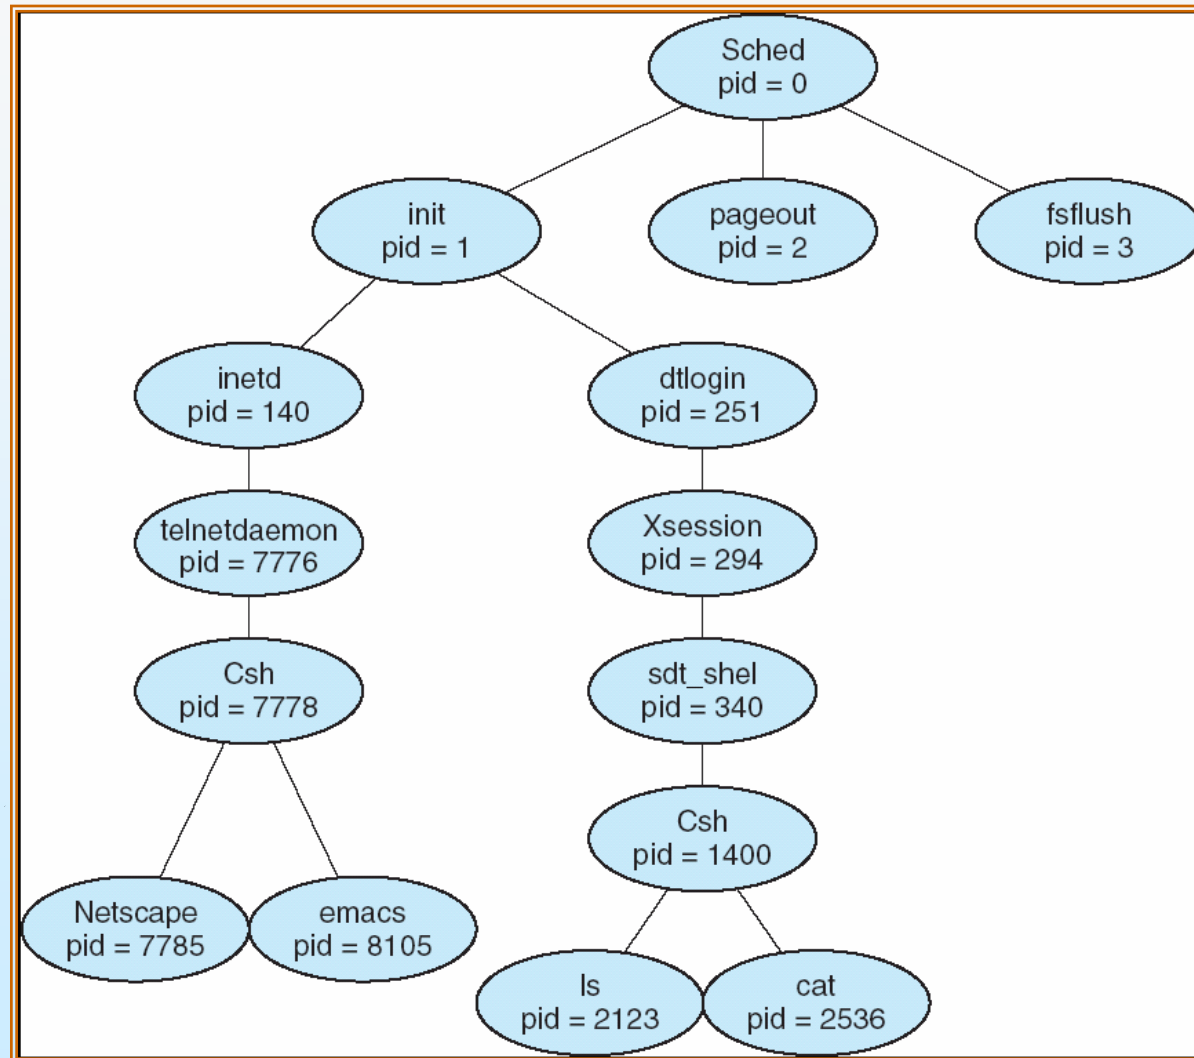 Sched
pid = 0
init
pid = 1
pageout
pid = 2
fsflush
pid = 3
inetd
pid = 140
dtlogin
pid = 251
telnetdaemon
pid = 7776
Xsession
pid = 294
Csh
pid = 7778
sdt_shel
pid = 340
Csh
pid = 1400
Netscape
pid = 7785
emacs
pid = 8105
ls
pid = 2123
cat
pid = 2536